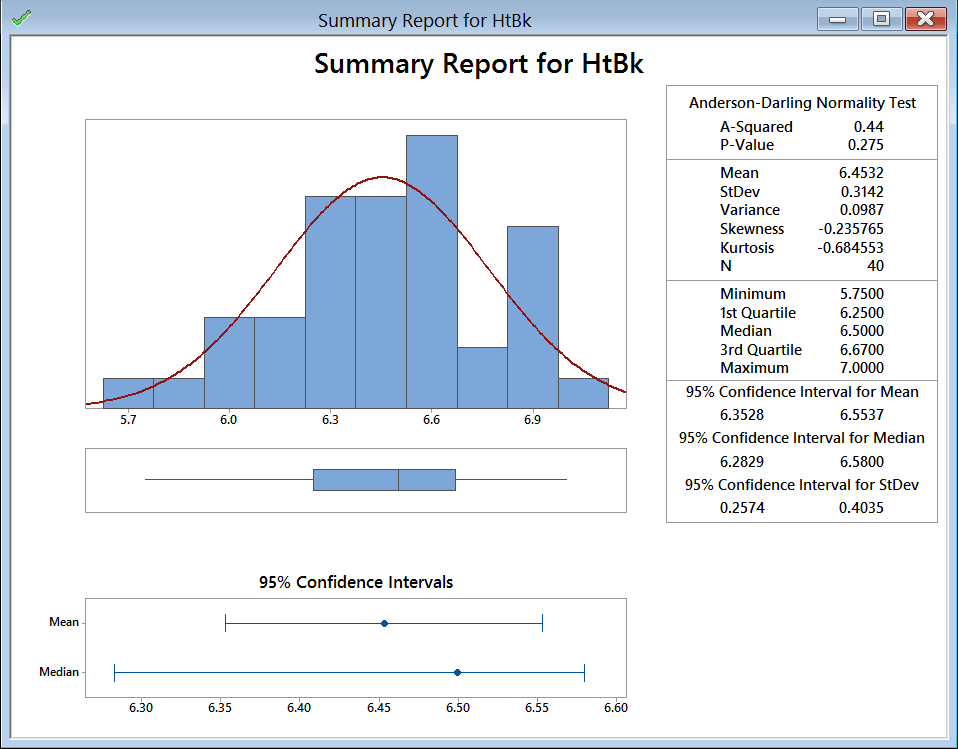 Summary Report for HtBk
Summary Report for HtBk
5.7 6.0 6.3 6.6 6.9
95% Confidence Intervals
Mean
Median
6.30 6.35 6.40 6.45 6.50 6.55 6.60
Anderson-Darling Normality Test
A-Squared 0.44
P-Value 0.275
Mean 6.4532
StDev 0.3142
Variance 0.0987
Skewness -0.235765
Kurtosis -0.684553
N 40
Minimum 5.7500
1st Quartile 6.2500
Median 6.5000
3rd Quartile 6.6700
Maximum 7.0000
95% Confidence Interval for Mean
6.3528 6.5537
95% Confidence Interval for Median
6.2829 6.5800
95% Confidence Interval for StDev
0.2574 0.4035